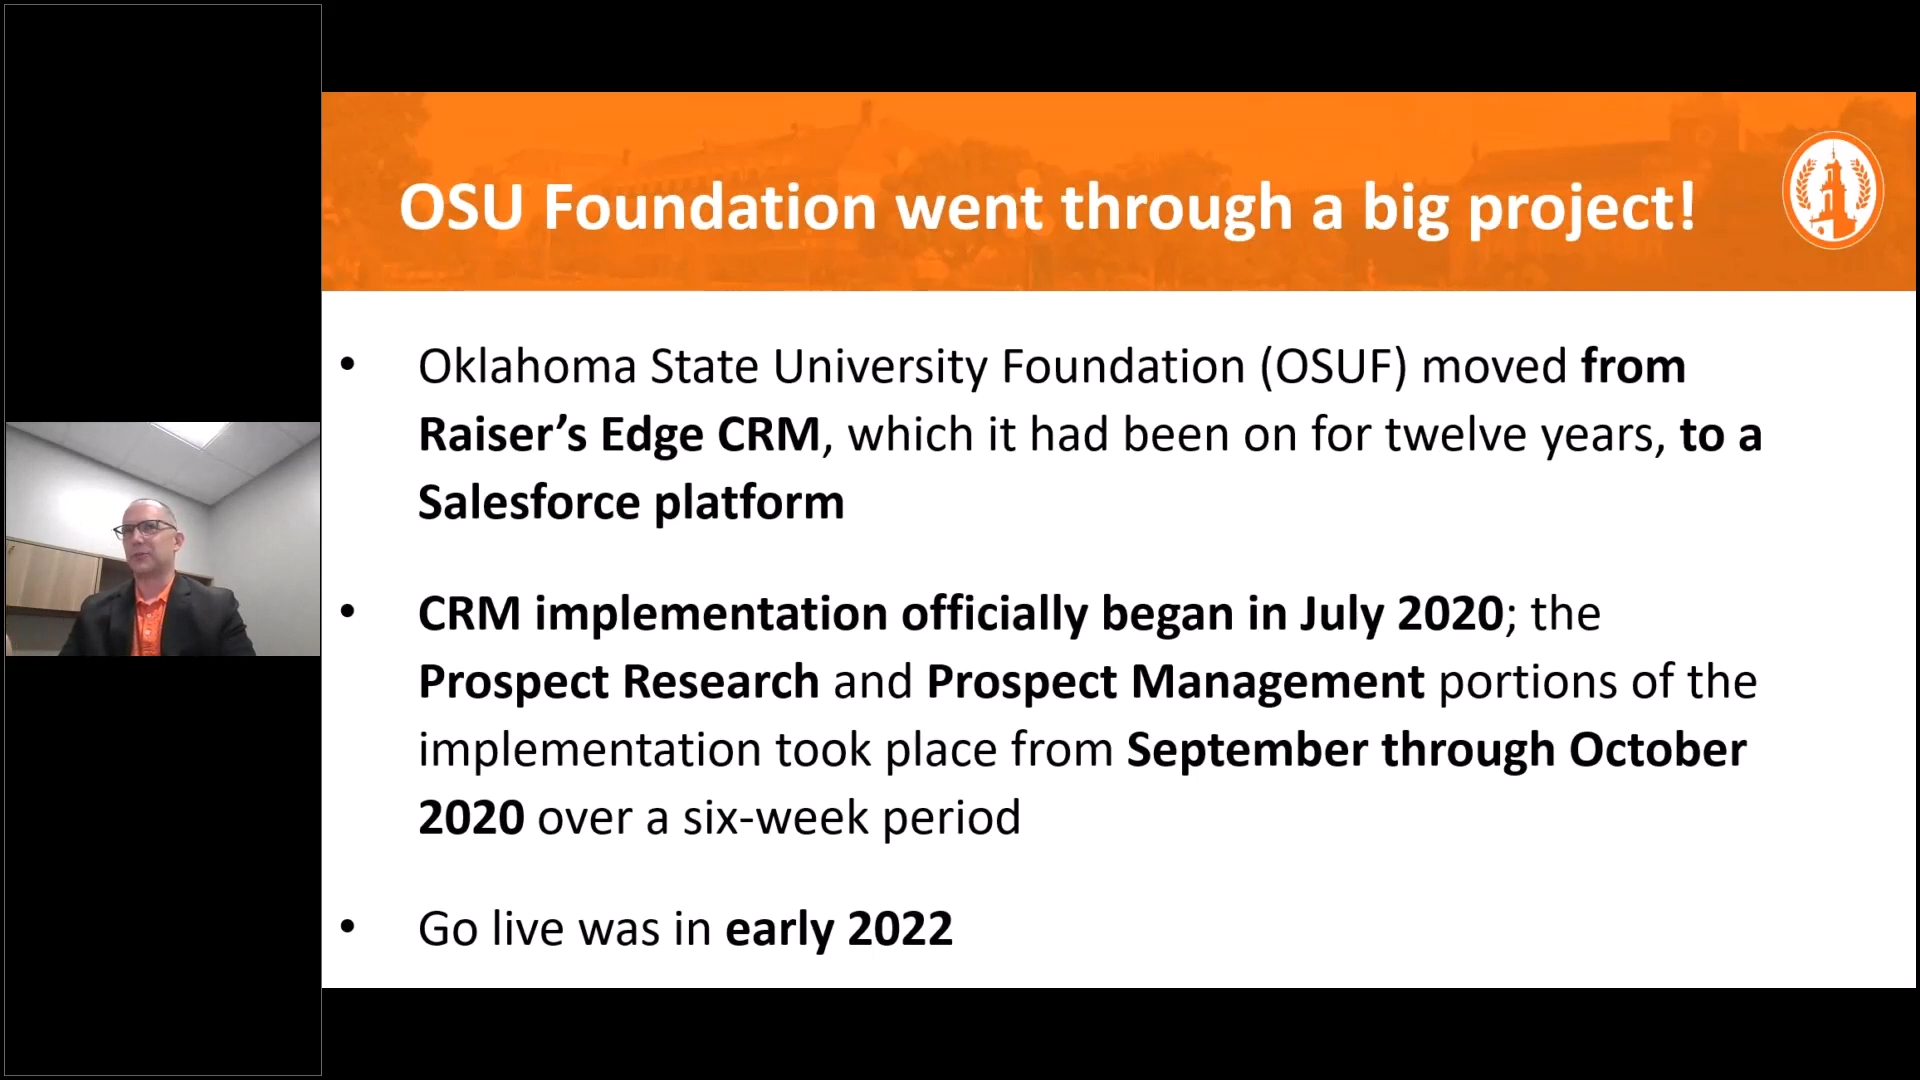 OSU Foundation went through a big project!
• Oklahoma State University Foundation (OSUF) moved from
Raiser’s Edge CRM, which it had been on for twelve years, to a
Salesforce platform
• CRM implementation officially began in July 2020; the
Prospect Research and Prospect Management portions of the
implementation took place from September through October
2020 over a six-week period
• Go live was in early 2022